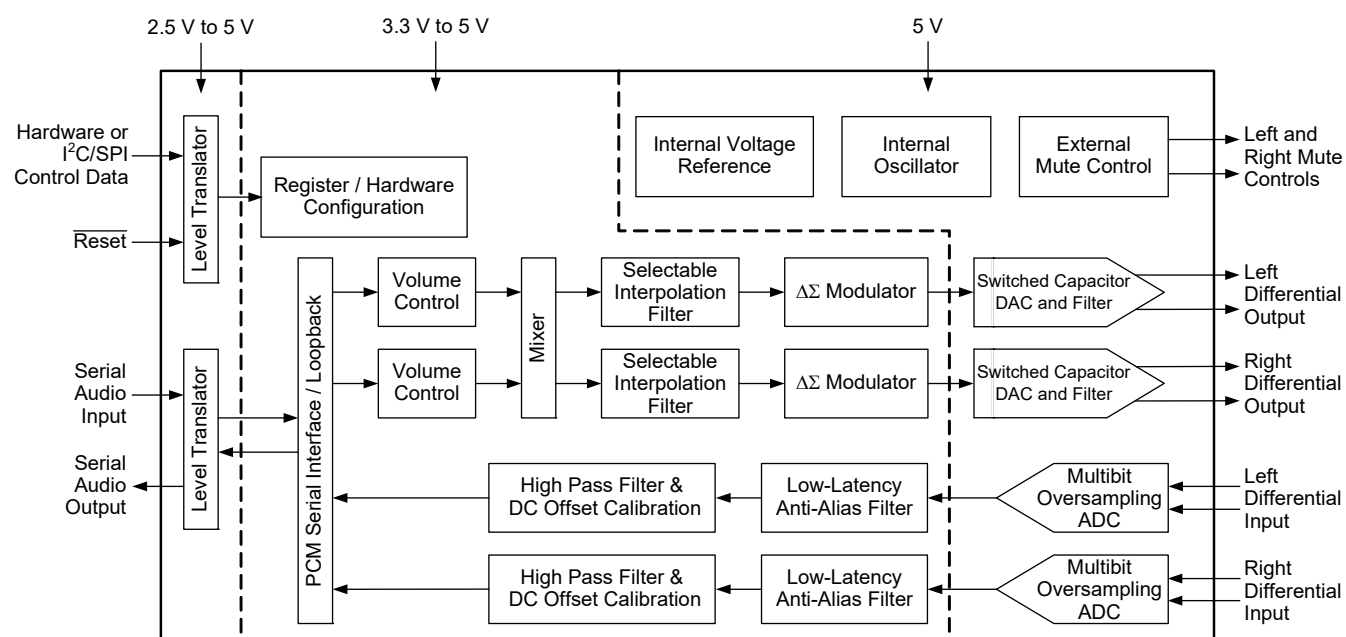 2.5 V to 5 V
3.3 V to 5 V
5 V
Hardware or
I²C/SPI
Control Data
Reset
Level Translator
Register / Hardware
Configuration
Internal Voltage
Reference
Internal
Oscillator
External
Mute Control
Left and
Right Mute
Controls
Serial
Audio
Input
Serial
Audio
Output
Level Translator
PCM Serial Interface / Loopback
Volume
Control
Volume
Control
Mixer
Selectable
Interpolation
Filter
ΔΣ Modulator
Switched Capacitor
DAC and Filter
Left
Differential
Output
Selectable
Interpolation
Filter
ΔΣ Modulator
Switched Capacitor
DAC and Filter
Right
Differential
Output
High Pass Filter &
DC Offset Calibration
Low-Latency
Anti-Alias Filter
Multibit
Oversampling
ADC
Left
Differential
Input
High Pass Filter &
DC Offset Calibration
Low-Latency
Anti-Alias Filter
Multibit
Oversampling
ADC
Right
Differential
Input